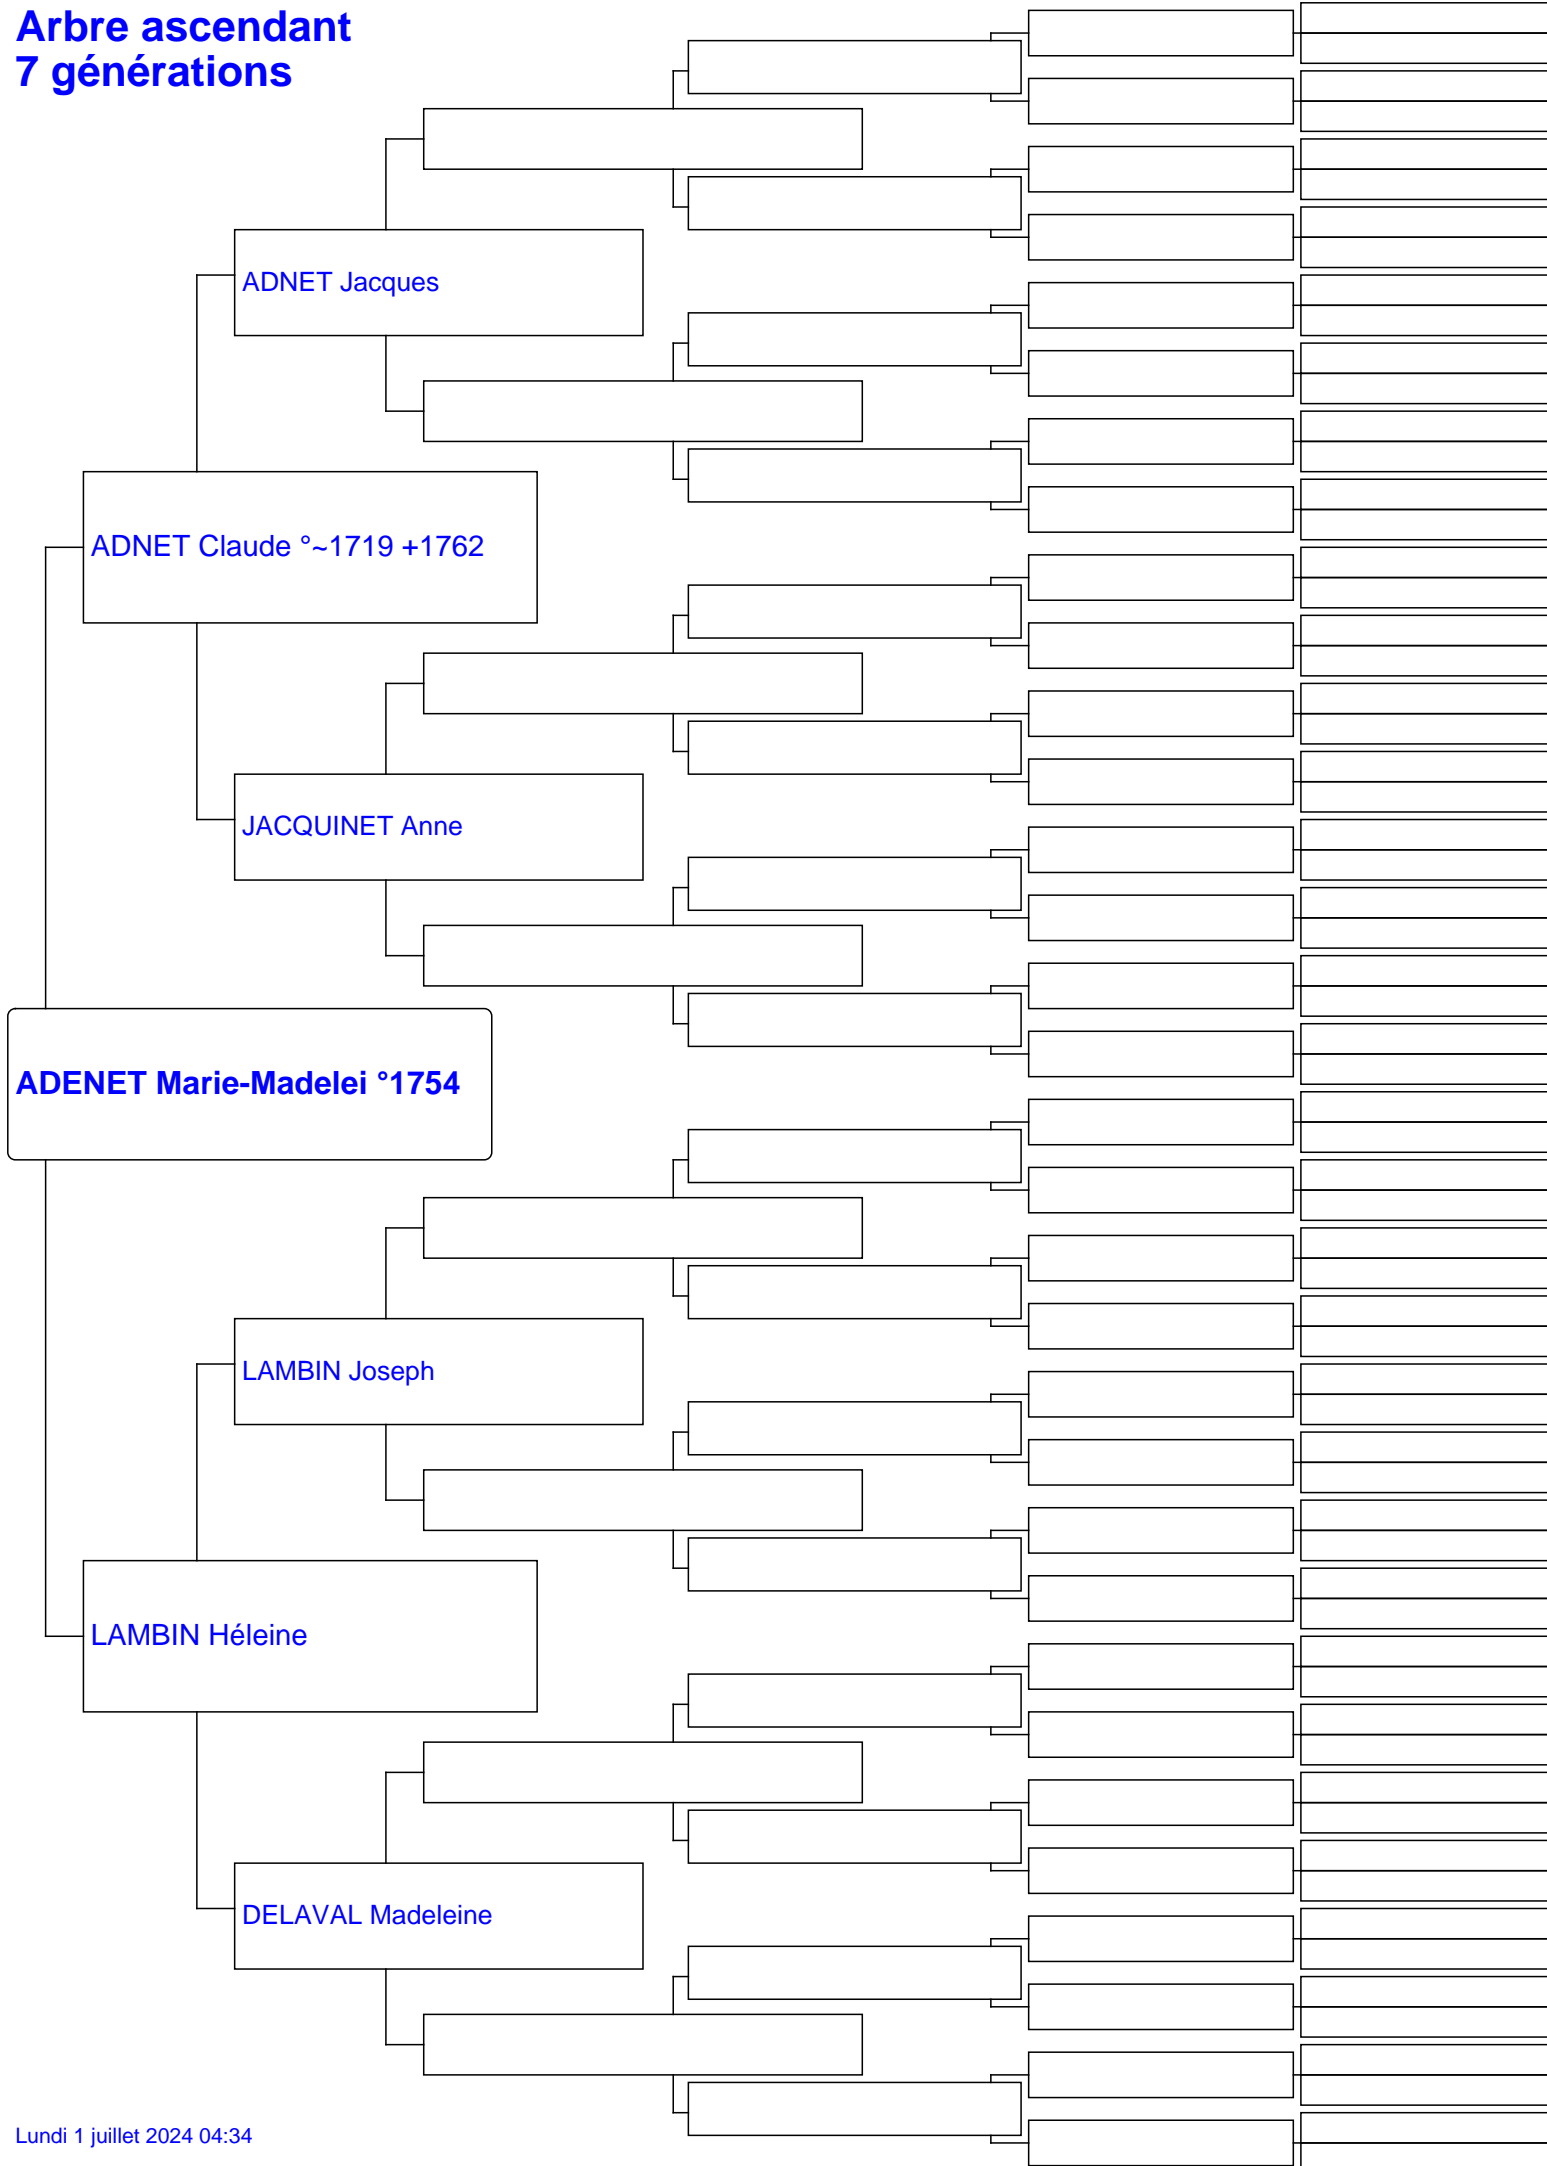 Arbre ascendant
7 générations
ADNET Jacques
ADNET Claude °~1719 +1762
JACQUINET Anne
ADENET Marie-Madelei °1754
LAMBIN Joseph
LAMBIN Héleine
DELAVAL Madeleine
Lundi 1 juillet 2024 04:34